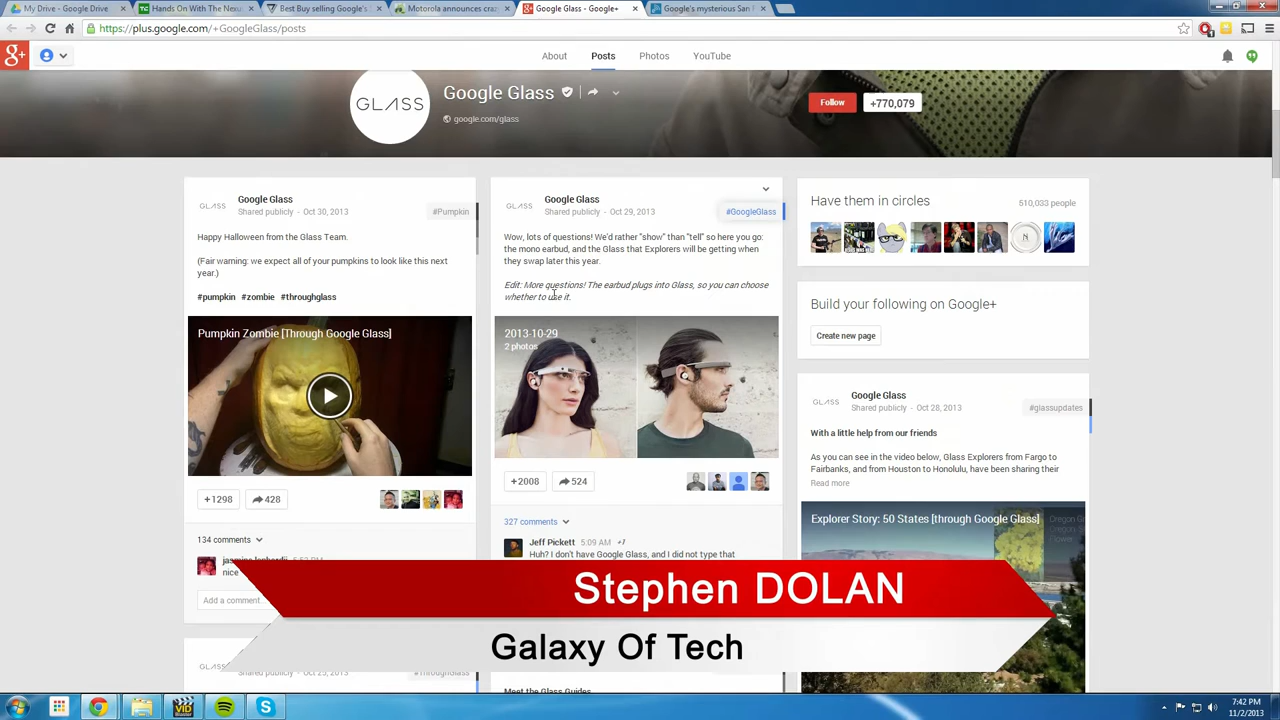 My Drive - Google Drive
Hands On With The Nexu
Best Buy selling Google's
Motorola announces craz
Google Glass - Google+
Google's mysterious San F
https://plus.google.com/+GoogleGlass/posts
g+
About
Posts
Photos
YouTube
GLASS
Google Glass
google.com/glass
Follow
+770,079
GLASS
Google Glass
Shared publicly - Oct 30, 2013
#Pumpkin
Happy Halloween from the Glass Team.
(Fair warning: we expect all of your pumpkins to look like this next
year.)
#pumpkin #zombie #throughglass
Pumpkin Zombie [Through Google Glass]
+1298
428
134 comments
nice
Add a comment...
GLASS
Oct 25, 2013
#ThroughGlass
GLASS
Google Glass
Shared publicly - Oct 29, 2013
#GoogleGlass
Wow, lots of questions! We'd rather "show" than "tell" so here you go:
the mono earbud, and the Glass that Explorers will be getting when
they swap later this year.
Edit: More questions! The earbud plugs into Glass, so you can choose
whether to use it.
2013-10-29
2 photos
+2008
524
327 comments
Jeff Pickett 5:09 AM
Huh? I don't have Google Glass, and I did not type that
Meet the Glass Guides
Have them in circles
510,033 people
Build your following on Google+
Create new page
GLASS
Google Glass
Shared publicly - Oct 28, 2013
#glassupdates
With a little help from our friends
As you can see in the video below, Glass Explorers from Fargo to
Fairbanks, and from Houston to Honolulu, have been sharing their
Read more
Explorer Story: 50 States [through Google Glass]
Stephen DOLAN
Galaxy Of Tech
VID
7:42 PM
11/2/2013